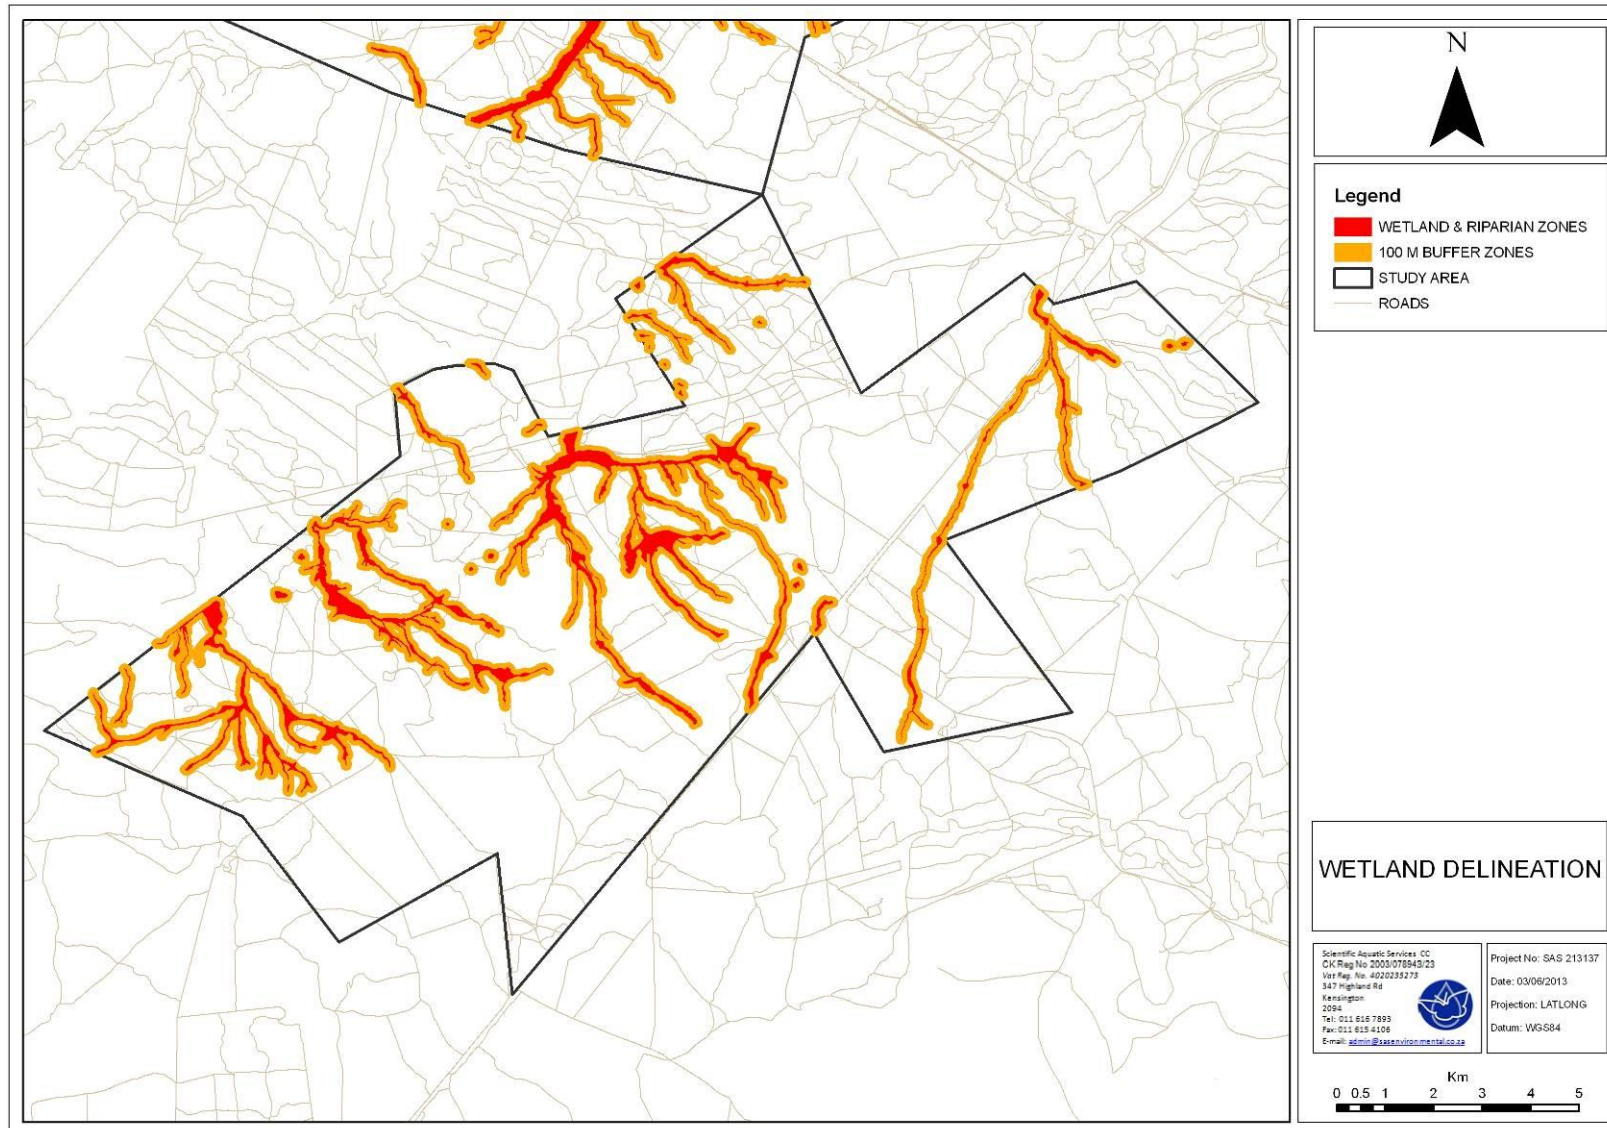 N
Legend
WETLAND & RIPARIAN ZONES
100 M BUFFER ZONES
STUDY AREA
ROADS
WETLAND DELINEATION
Scientific Aquatic Services CC
CK Reg No 2003/078943/23
Vat Reg. No. 4020235273
347 Highland Rd
Kensington
2094
Tel: 011 616 7893
Fax: 011 615 4106
E-mail: admin@sasenvironmental.co.za
Project No: SAS 213137
Date: 03/06/2013
Projection: LATLONG
Datum: WGS84
Km
0 0.5 1 2 3 4 5